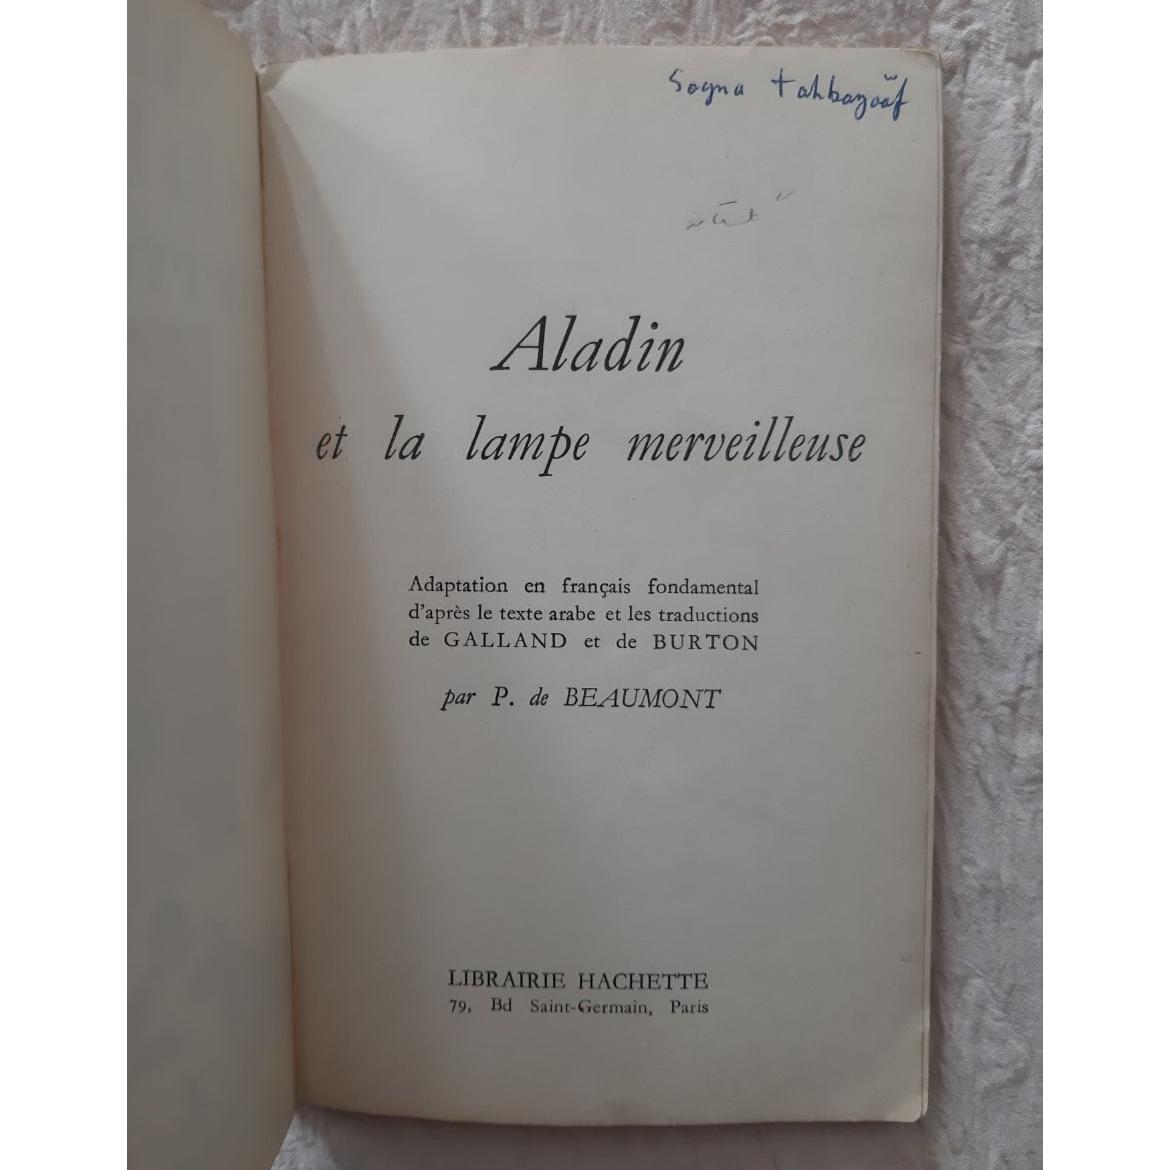 Aladin
et la lampe merveilleuse
Adaptation en français fondamental
d'après le texte arabe et les traductions
de GALLAND et de BURTON
par P. de BEAUMONT
LIBRAIRIE HACHETTE
79, Bd Saint-Germain, Paris